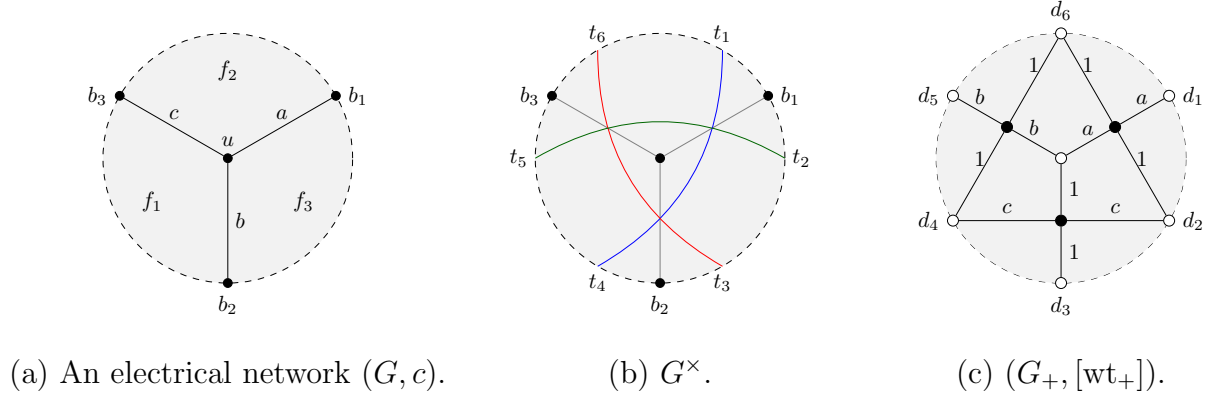 f₂
b₃
b₁
c
a
u
f₁
b
f₃
b₂
(a) An electrical network (G, c).
t₆
t₁
b₃
b₁
t₅
t₂
t₄
t₃
b₂
(b) G×.
d₆
1
1
d₅
b
a
d₁
b
a
1
1
1
d₄
c
c
d₂
1
d₃
(c) (G₊, [wt₊]).